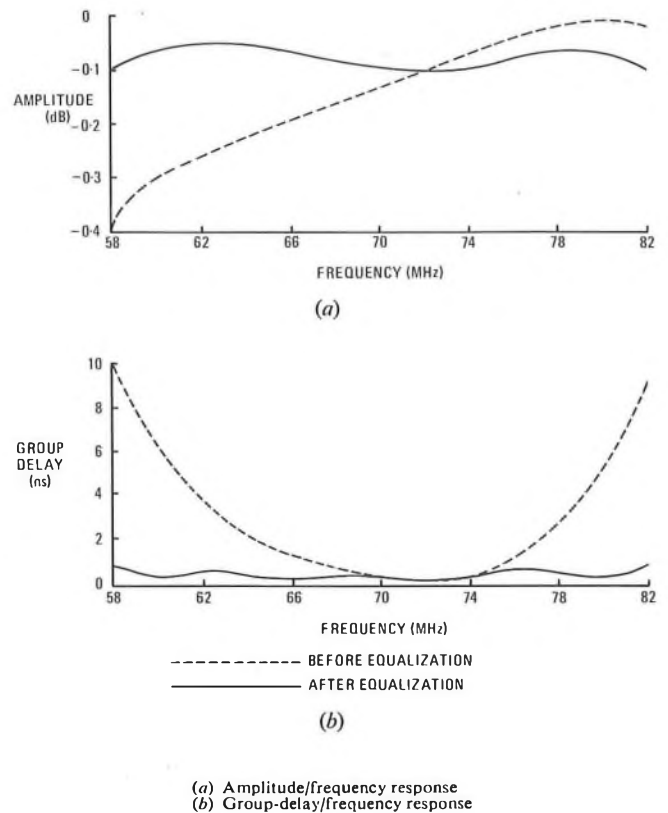 0
-0·1
AMPLITUDE
(dB)
-0·2
-0·3
-0·4
58 62 66 70 74 78 82
FREQUENCY (MHz)
(a)
10
8
GROUP
DELAY
(ns)
6
4
2
0
58 62 66 70 74 78 82
FREQUENCY (MHz)
BEFORE EQUALIZATION
AFTER EQUALIZATION
(b)
(a) Amplitude/frequency response
(b) Group-delay/frequency response